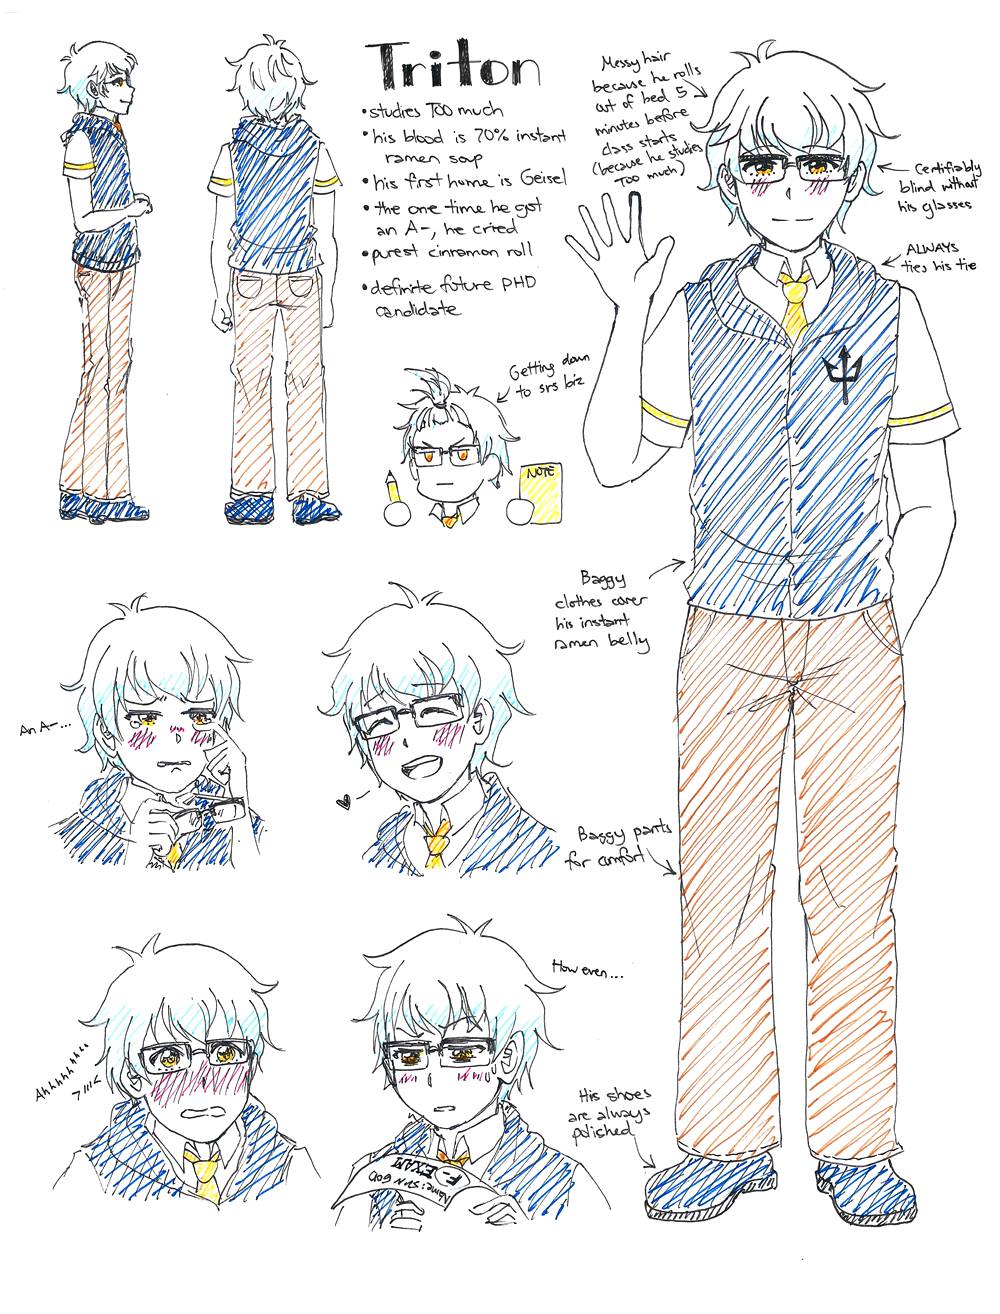 Triton
• studies TOO much
• his blood is 70% instant
ramen soup
• his first home is Geisel
• the one time he got
an A-, he cried
• purest cinnamon roll
• definite future PHD
candidate
Messy hair
because he rolls
out of bed 5
minutes before
class starts
(because he studies
TOO much)
Certifiably
blind without
his glasses
ALWAYS
ties his tie
Getting down
to srs biz
NOTE
Baggy
clothes cover
his instant
ramen belly
An A-...
Baggy pants
for comfort
How even...
Ahhhhhhhh
F- EXAM
Name: SUN GOD
His shoes
are always
polished